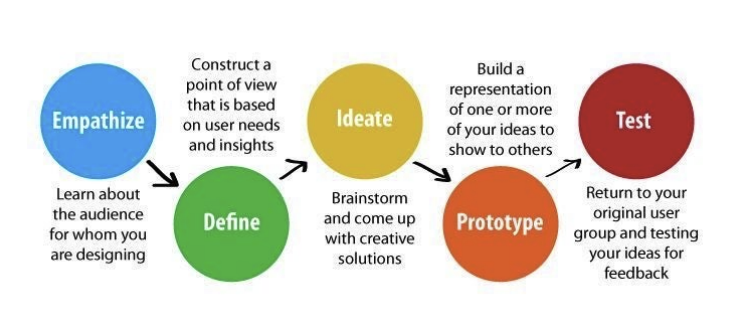 Empathize
Learn about
the audience
for whom you
are designing
Construct a
point of view
that is based
on user needs
and insights
Define
Ideate
Brainstorm
and come up
with creative
solutions
Build a
representation
of one or more
of your ideas to
show to others
Prototype
Test
Return to your
original user
group and testing
your ideas for
feedback